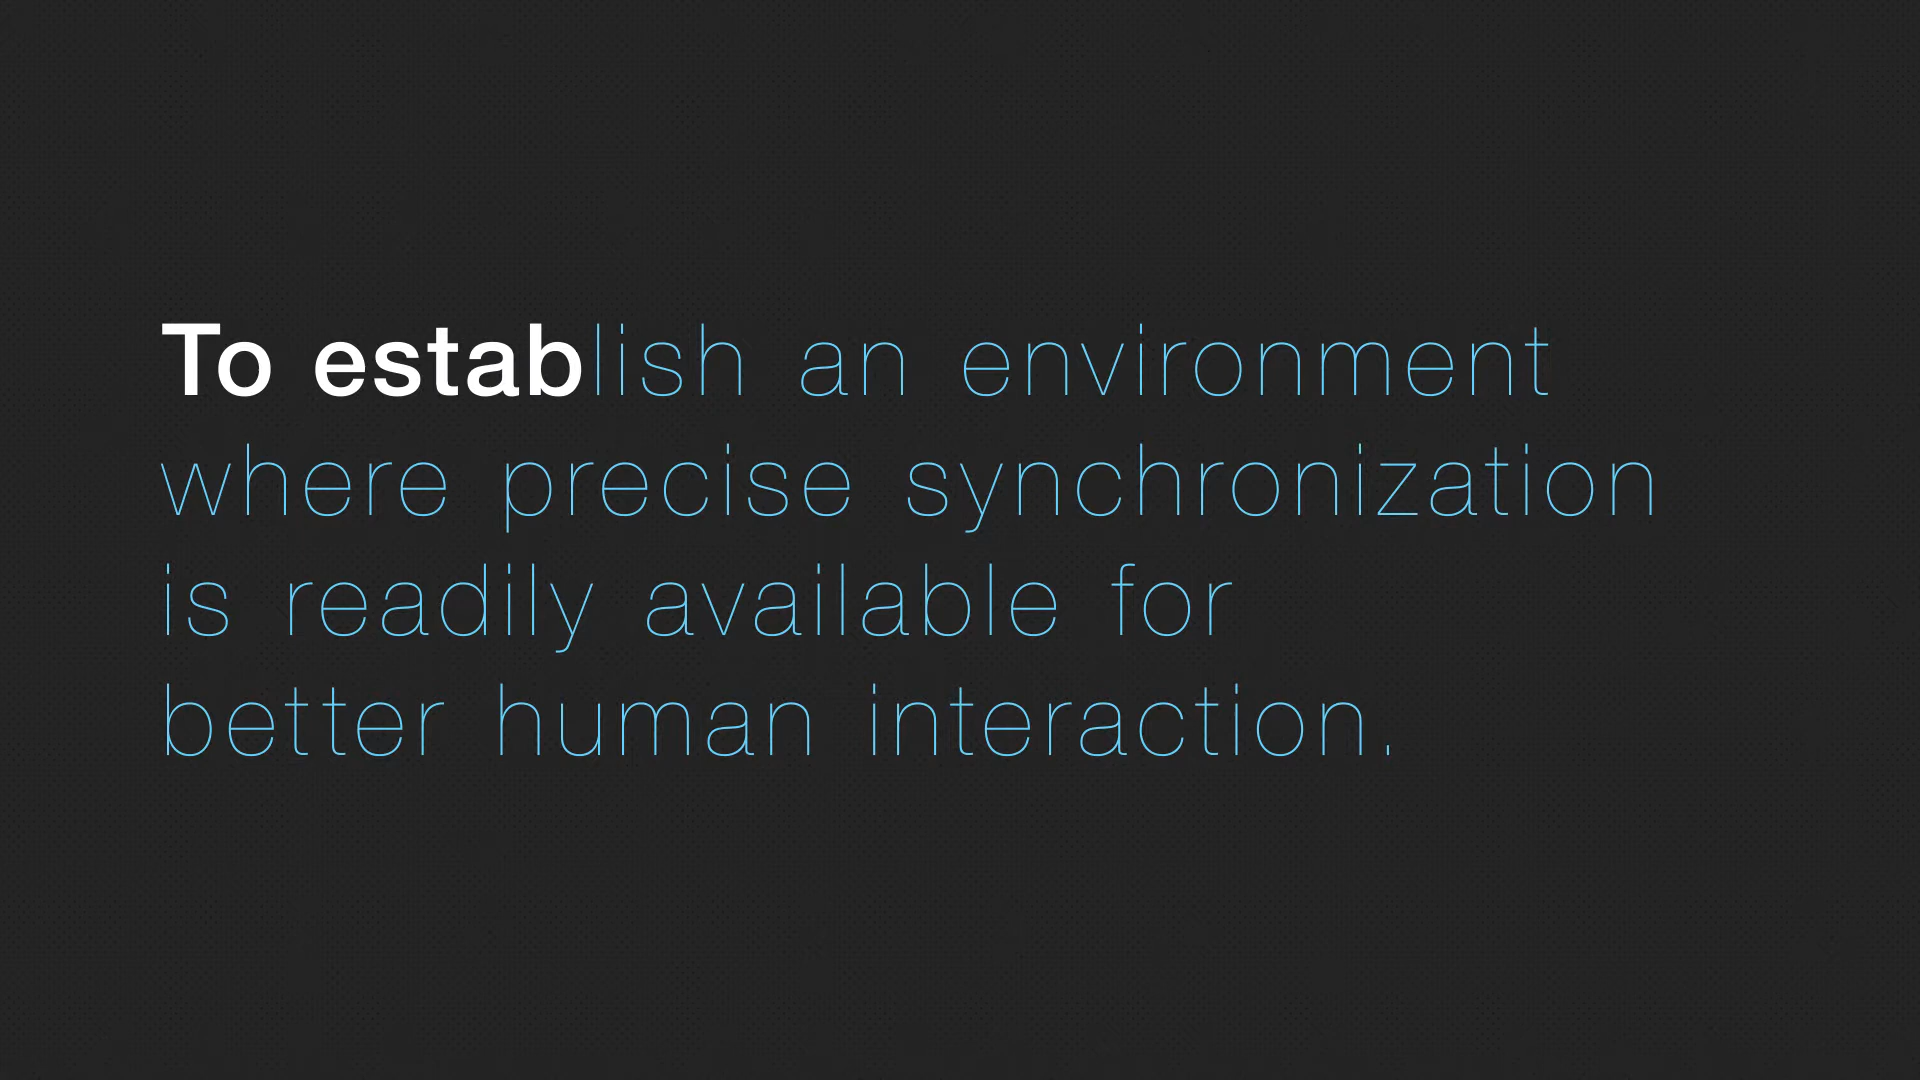 To establish an environment
where precise synchronization
is readily available for
better human interaction.